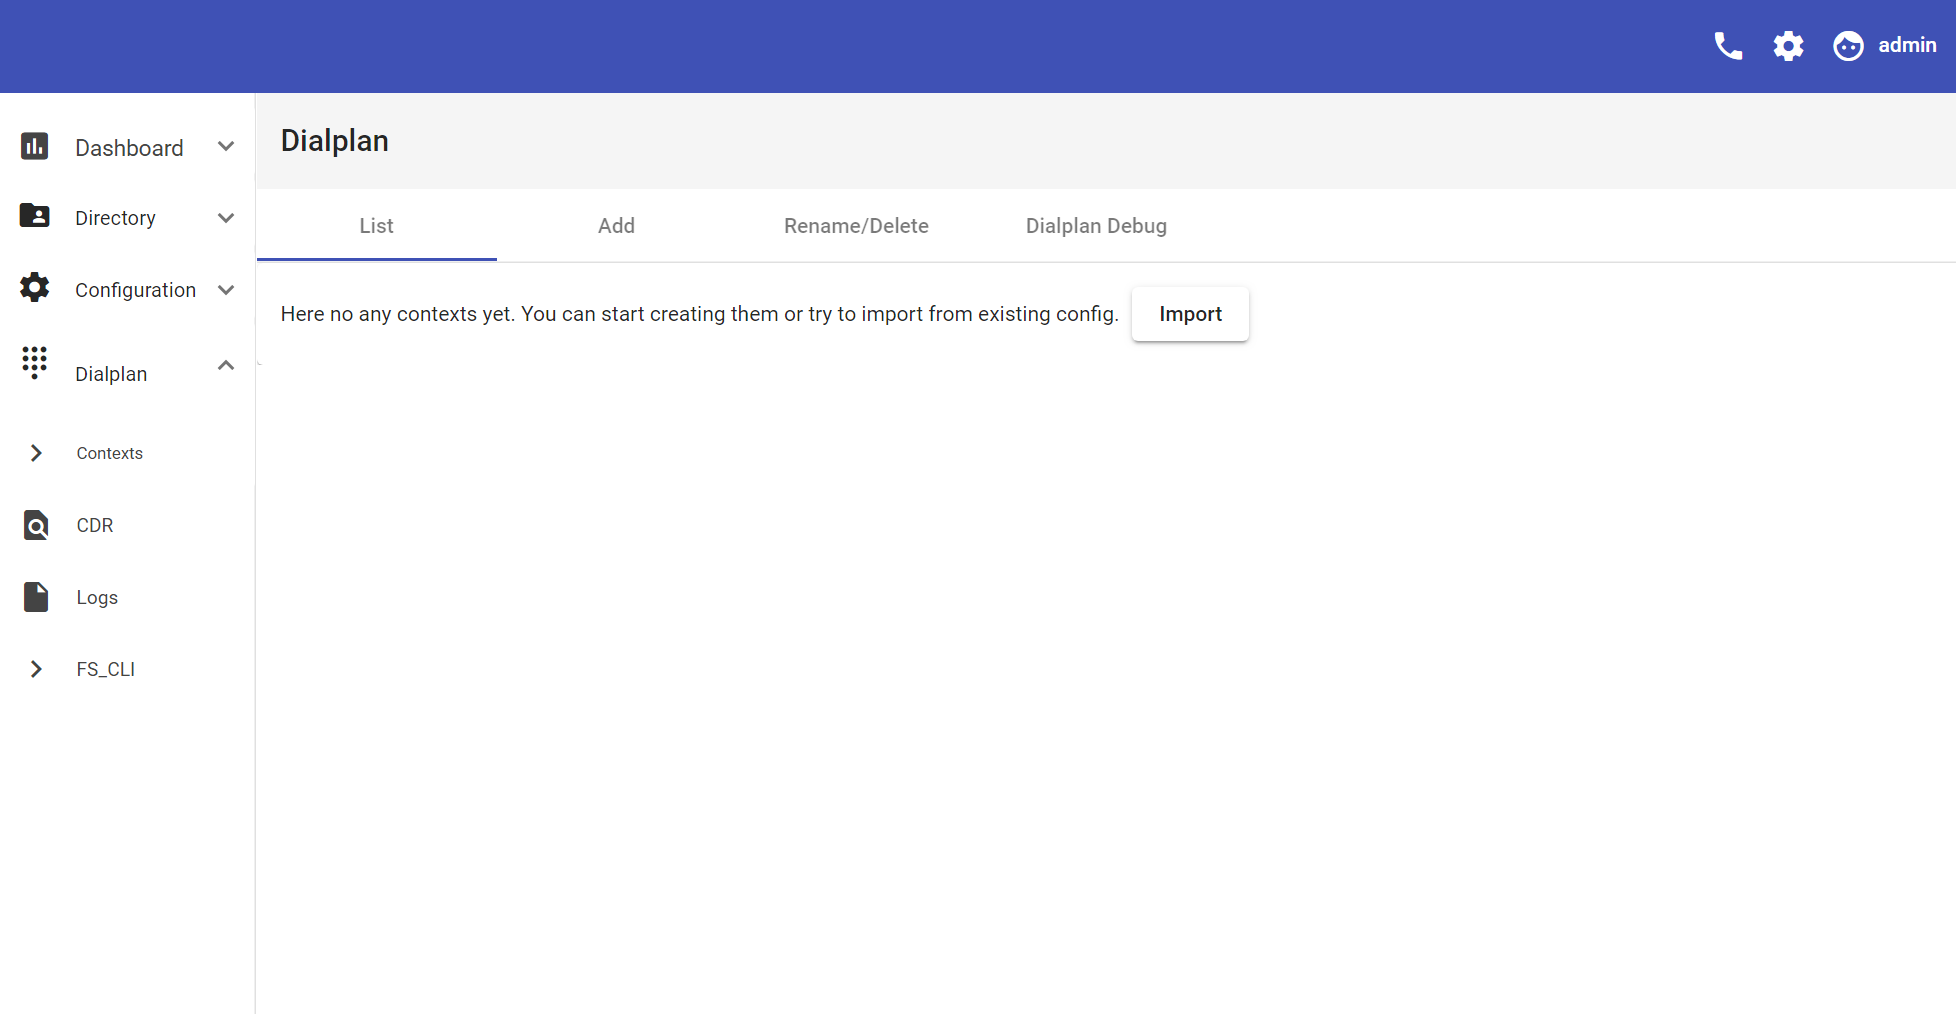 admin
Dashboard
Directory
Configuration
Dialplan
Contexts
CDR
Logs
FS_CLI
Dialplan
List Add Rename/Delete Dialplan Debug
Here no any contexts yet. You can start creating them or try to import from existing config. Import